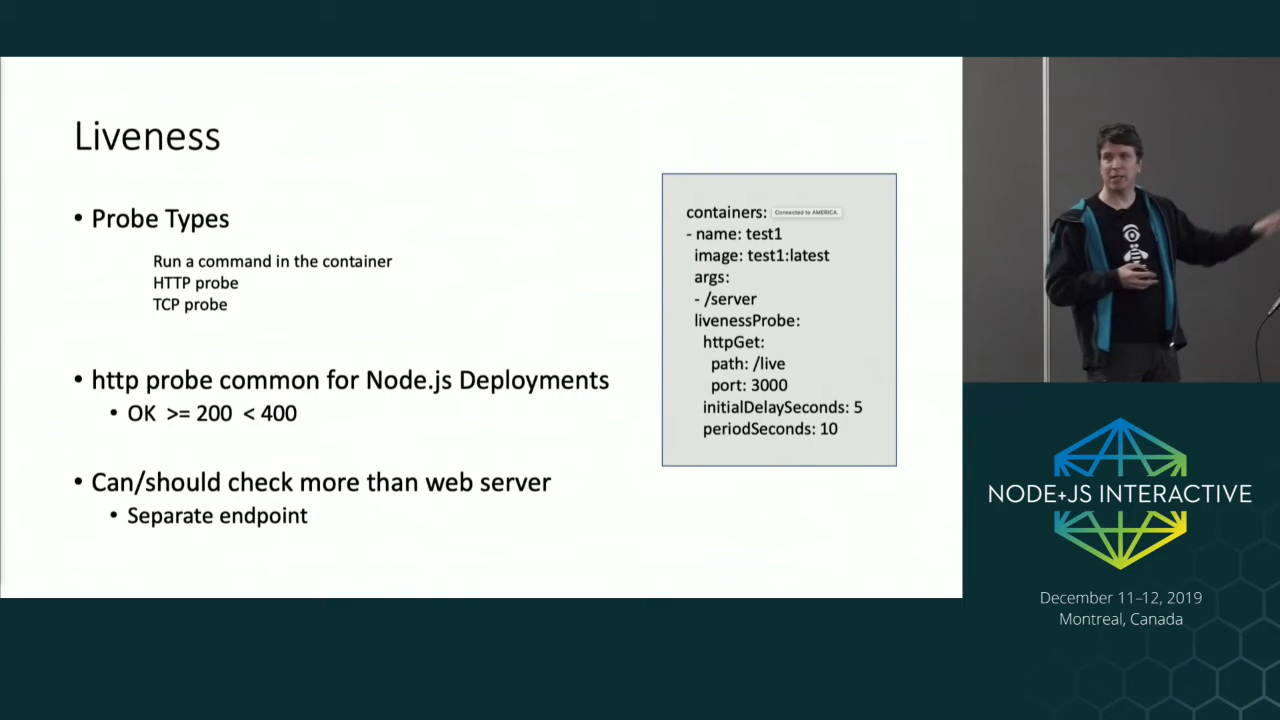 Liveness
• Probe Types
Run a command in the container
HTTP probe
TCP probe
• http probe common for Node.js Deployments
• OK >= 200 < 400
• Can/should check more than web server
• Separate endpoint
containers:
Connected to AMERICA.
- name: test1
image: test1:latest
args:
- /server
livenessProbe:
httpGet:
path: /live
port: 3000
initialDelaySeconds: 5
periodSeconds: 10
NODE+JS INTERACTIVE
December 11–12, 2019
Montreal, Canada